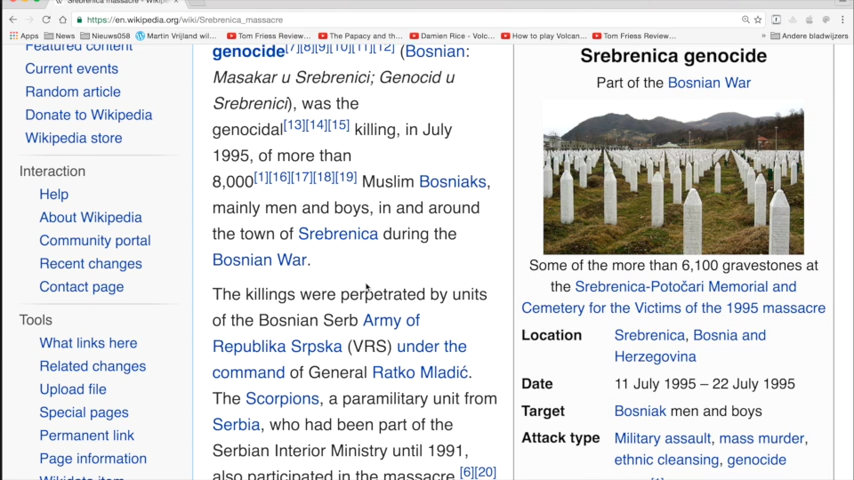 Srebrenica massacre - Wikip
https://en.wikipedia.org/wiki/Srebrenica_massacre
Apps News Nieuws058 Martin Vrijland wi... Tom Friess Review... The Papacy and th... Damien Rice - Volc... How to play Volcan... Tom Friess Review... » Andere bladwijzers
Featured content
Current events
Random article
Donate to Wikipedia
Wikipedia store
Interaction
Help
About Wikipedia
Community portal
Recent changes
Contact page
Tools
What links here
Related changes
Upload file
Special pages
Permanent link
Page information
Wikidata item
genocide[7][8][9][10][11][12] (Bosnian:
Masakar u Srebrenici; Genocid u
Srebrenici), was the
genocidal[13][14][15] killing, in July
1995, of more than
8,000[1][16][17][18][19] Muslim Bosniaks,
mainly men and boys, in and around
the town of Srebrenica during the
Bosnian War.
The killings were perpetrated by units
of the Bosnian Serb Army of
Republika Srpska (VRS) under the
command of General Ratko Mladić.
The Scorpions, a paramilitary unit from
Serbia, who had been part of the
Serbian Interior Ministry until 1991,
also participated in the massacre.[6][20]
Srebrenica genocide
Part of the Bosnian War
Some of the more than 6,100 gravestones at
the Srebrenica-Potočari Memorial and
Cemetery for the Victims of the 1995 massacre
Location Srebrenica, Bosnia and
Herzegovina
Date 11 July 1995 – 22 July 1995
Target Bosniak men and boys
Attack type Military assault, mass murder,
ethnic cleansing, genocide